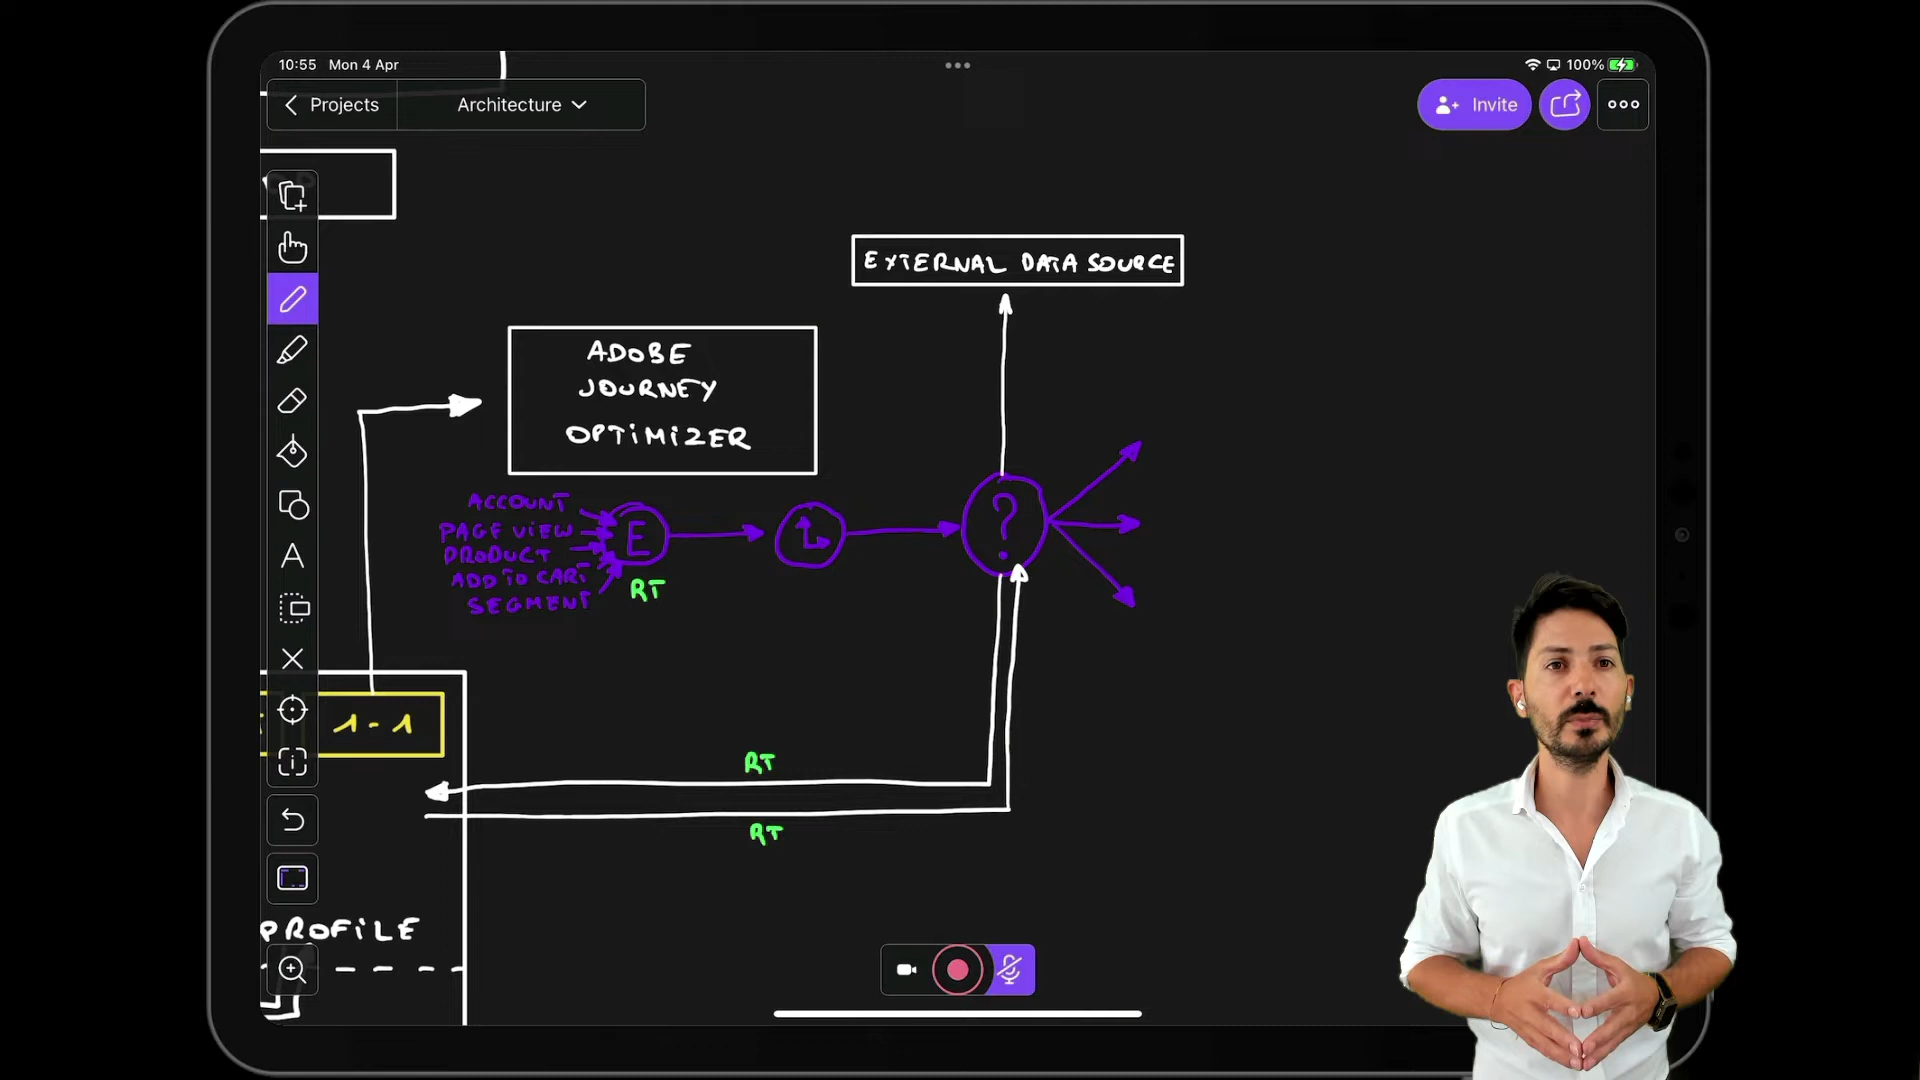 10:55 Mon 4 Apr
100%
Projects
Architecture
Invite
EXTERNAL DATA SOURCE
ADOBE
JOURNEY
OPTIMIZER
ACCOUNT
PAGE VIEW
PRODUCT
ADD TO CART
SEGMENT
E
RT
?
1-1
RT
RT
PROFILE
A